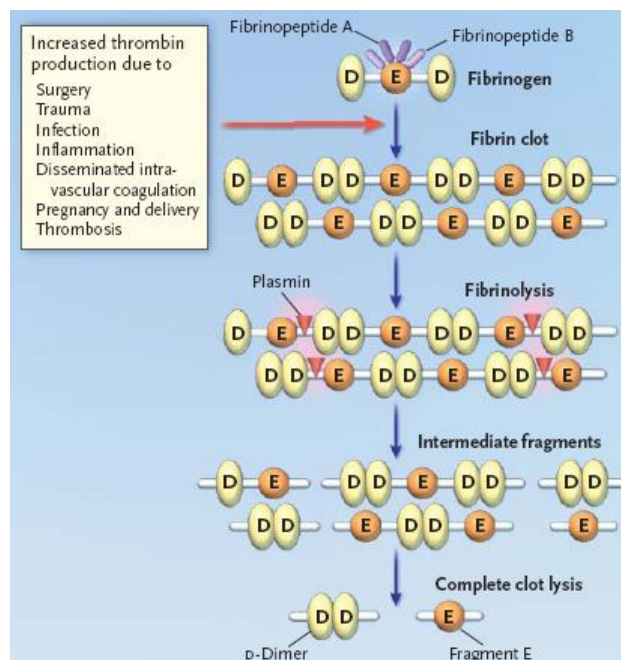 Increased thrombin
production due to
Surgery
Trauma
Infection
Inflammation
Disseminated intra-
vascular coagulation
Pregnancy and delivery
Thrombosis
Fibrinopeptide A
Fibrinopeptide B
D E D
Fibrinogen
Fibrin clot
D E D D E D D E D D
D D E D D E D D E
Plasmin
Fibrinolysis
D E D D E D D E D D
D D E D D E D D E
Intermediate fragments
D E D D E D D D D
D D E D D E E
Complete clot lysis
D D E
D-Dimer
Fragment E